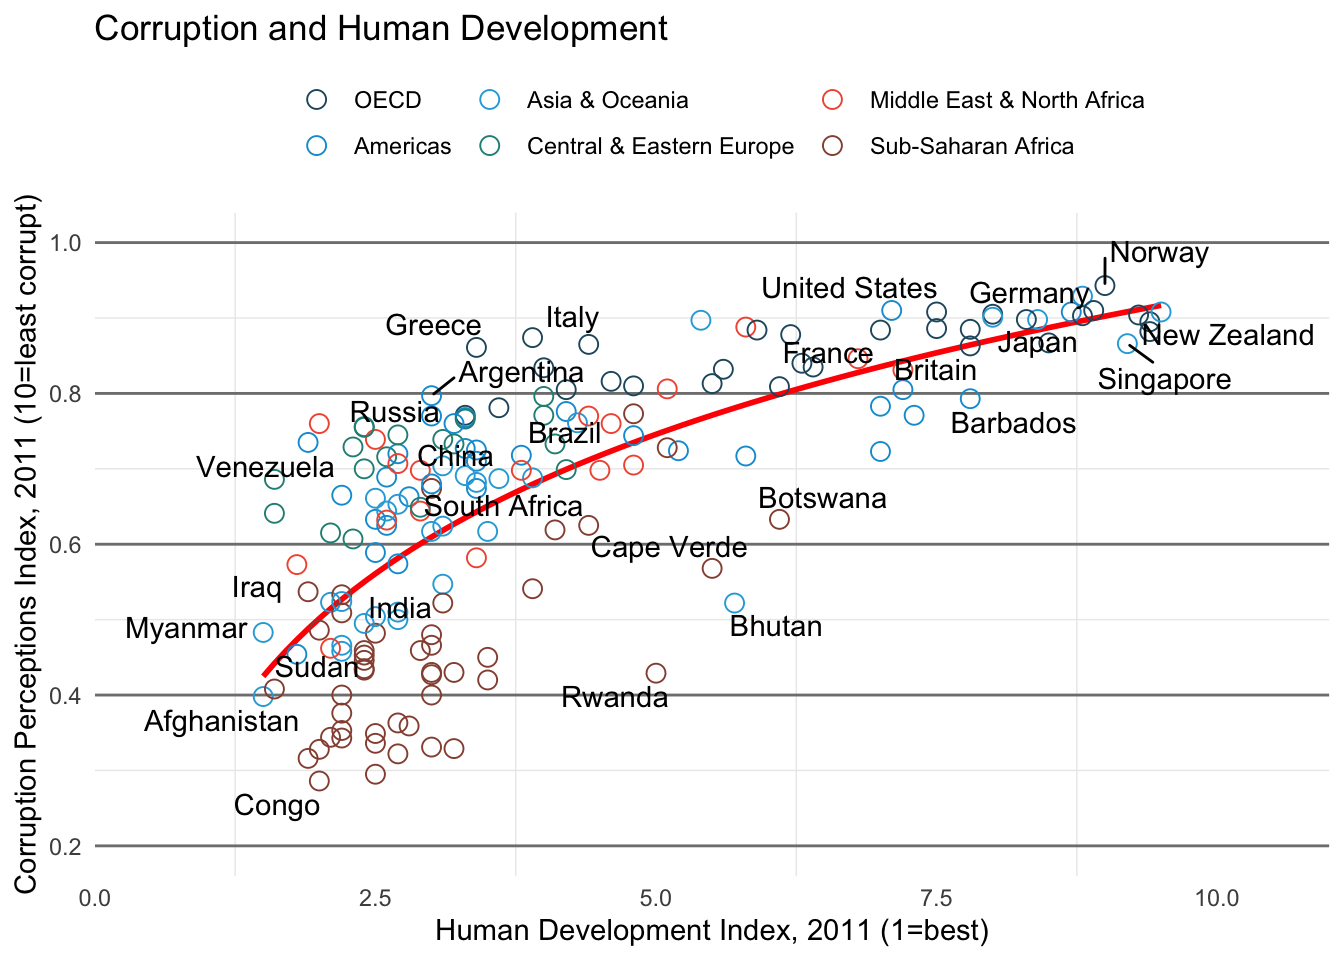 Corruption and Human Development
OECD
Asia & Oceania
Middle East & North Africa
Americas
Central & Eastern Europe
Sub-Saharan Africa
Corruption Perceptions Index, 2011 (10=least corrupt)
1.0
0.8
0.6
0.4
0.2
Norway
United States
Germany
Italy
Greece
New Zealand
Japan
France
Britain
Argentina
Singapore
Russia
Barbados
Brazil
China
Venezuela
Botswana
South Africa
Cape Verde
Iraq
India
Myanmar
Bhutan
Sudan
Rwanda
Afghanistan
Congo
0.0
2.5
5.0
7.5
10.0
Human Development Index, 2011 (1=best)